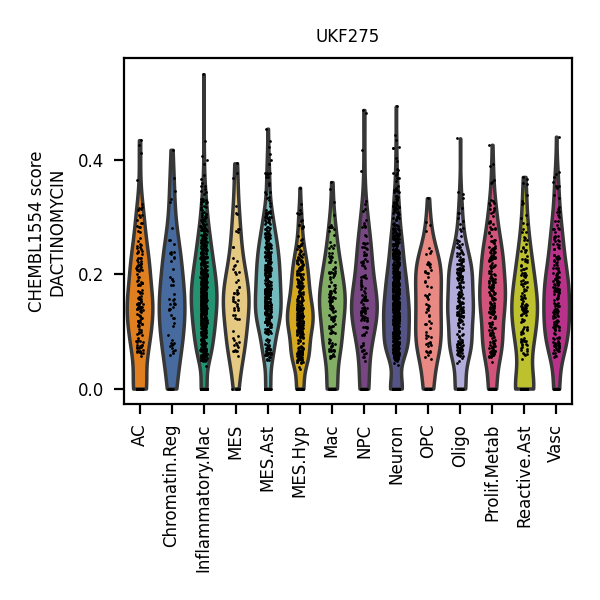 UKF275
CHEMBL1554 score
DACTINOMYCIN
0.4
0.2
0.0
AC
Chromatin.Reg
Inflammatory.Mac
MES
MES.Ast
MES.Hyp
Mac
NPC
Neuron
OPC
Oligo
Prolif.Metab
Reactive.Ast
Vasc